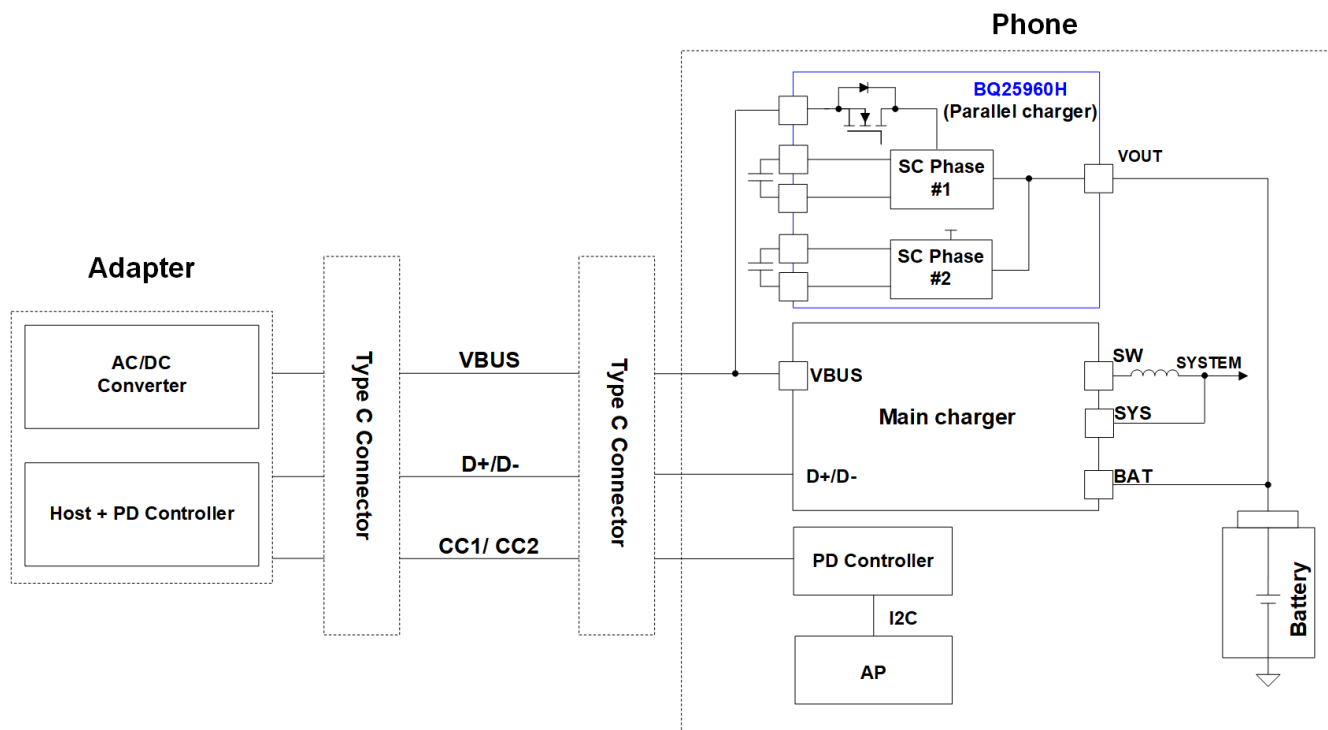 Phone
BQ25960H
(Parallel charger)
SC Phase
#1
VOUT
SC Phase
#2
Adapter
AC/DC
Converter
Host + PD Controller
Type C Connector
VBUS
D+/D-
CC1/ CC2
Type C Connector
VBUS
Main charger
D+/D-
SW
SYSTEM
SYS
BAT
PD Controller
I2C
AP
Battery